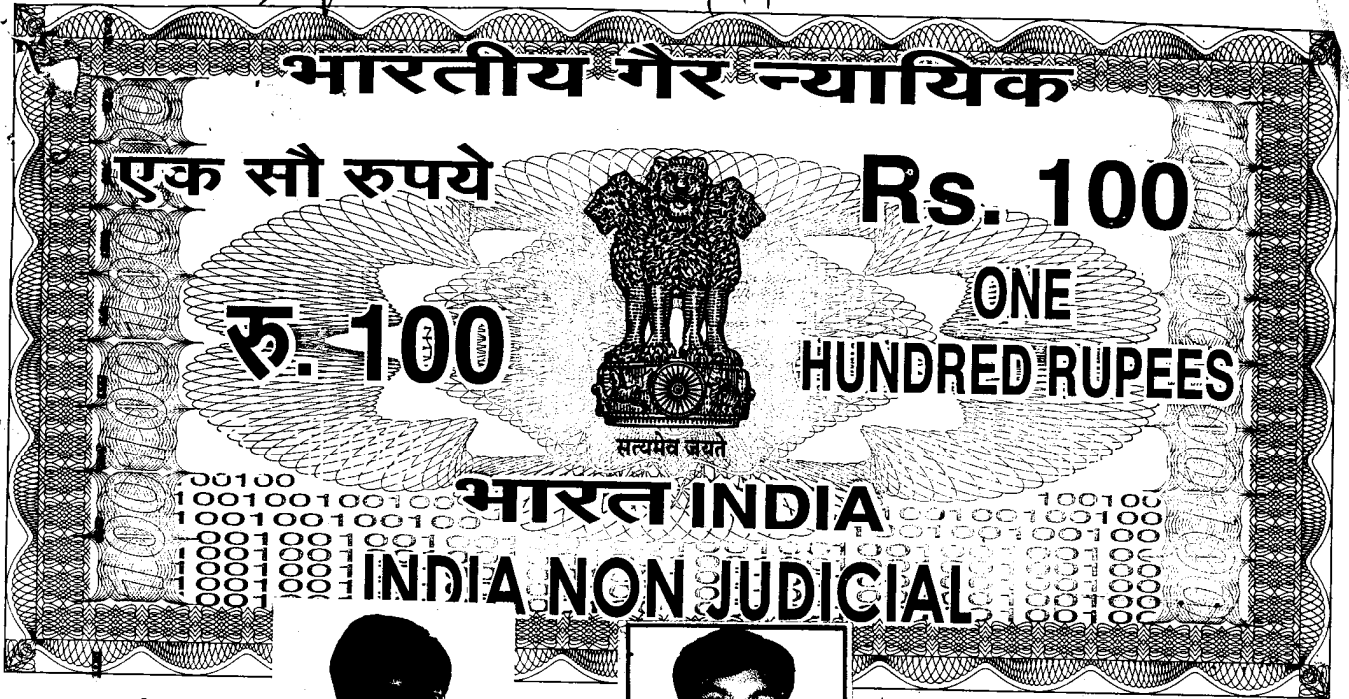 भारतीय गैर न्यायिक
एक सौ रुपये
Rs. 100
रु. 100
ONE
HUNDRED RUPEES
सत्यमेव जयते
भारत INDIA
INDIA NON JUDICIAL